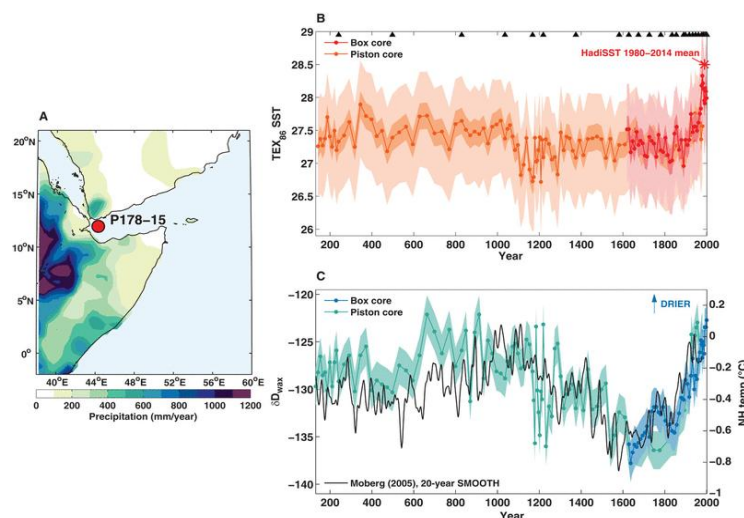 A
20°N
15°N
10°N
5°N
0°
40°E 44°E 48°E 52°E 56°E 60°E
P178−15
0 200 400 600 800 1000 1200
Precipitation (mm/year)
B
Box core
Piston core
HadiSST 1980−2014 mean
TEX86 SST
29
28.5
28
27.5
27
26.5
26
200 400 600 800 1000 1200 1400 1600 1800 2000
Year
C
Box core
Piston core
DRIER
δDwax
−120
−125
−130
−135
−140
0.2
0
−0.2
−0.4
−0.6
−0.8
−1
NH temp (°C)
Moberg (2005), 20-year SMOOTH
200 400 600 800 1000 1200 1400 1600 1800 2000
Year